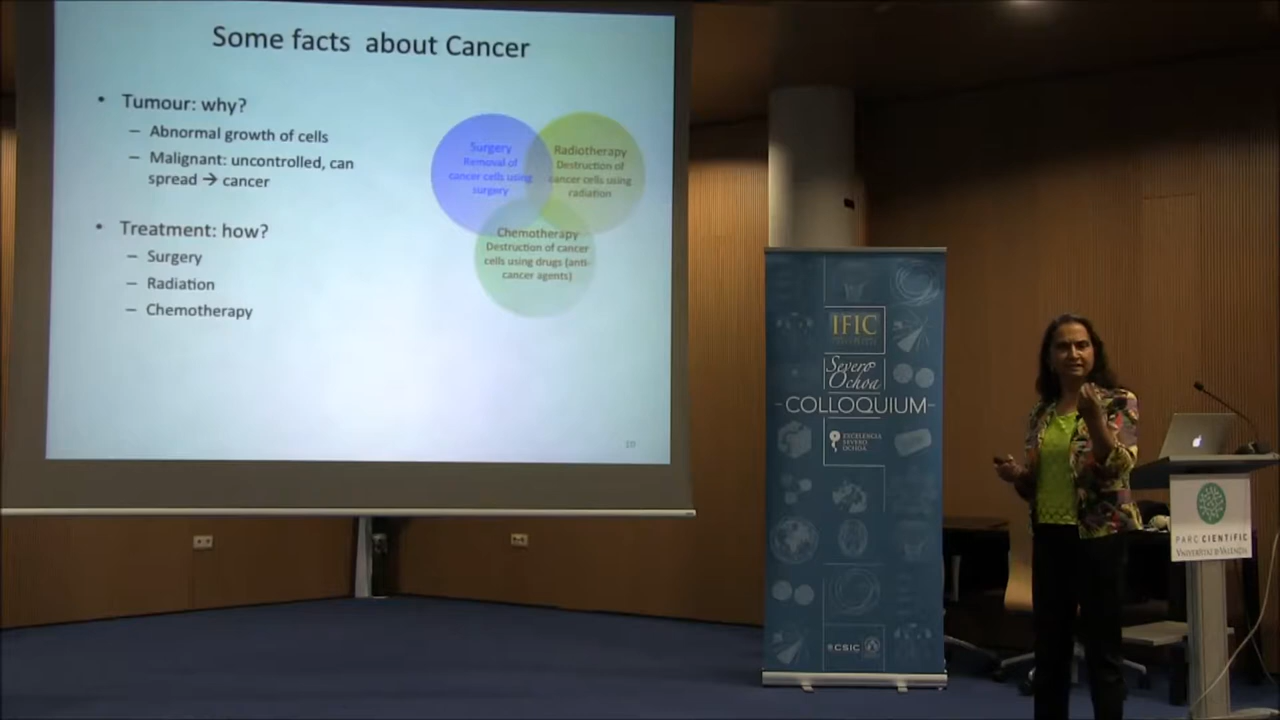 Some facts about Cancer
• Tumour: why?
– Abnormal growth of cells
– Malignant: uncontrolled, can
spread → cancer
• Treatment: how?
– Surgery
– Radiation
– Chemotherapy
Surgery
Removal of
cancer cells using
surgery
Radiotherapy
Destruction of
cancer cells using
radiation
Chemotherapy
Destruction of cancer
cells using drugs (anti-
cancer agents)
10
IFIC
Severo
Ochoa
-COLLOQUIUM-
EXCELENCIA
SEVERO
OCHOA
CSIC
PARC CIENTÍFIC
UNIVERSITAT DE VALÈNCIA